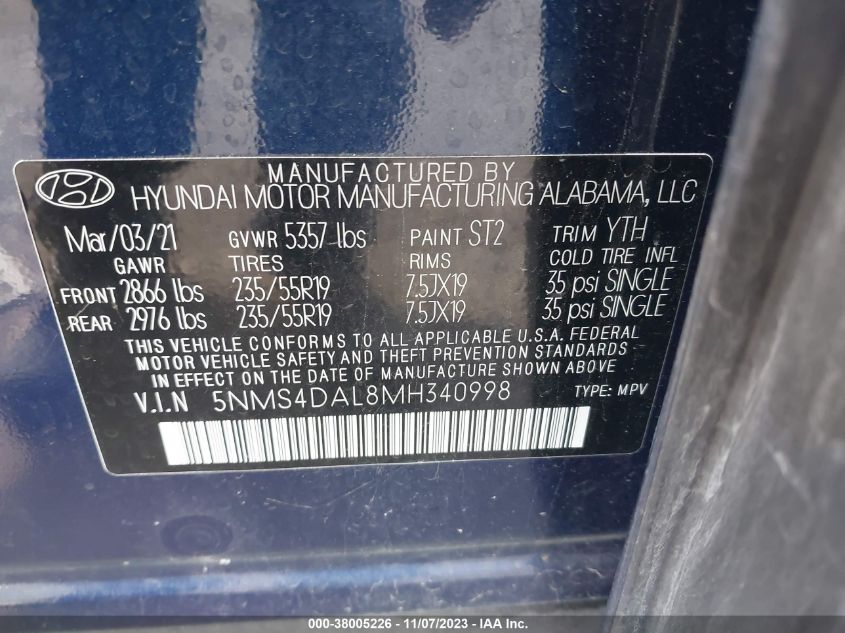 MANUFACTURED BY
HYUNDAI MOTOR MANUFACTURING ALABAMA, LLC
Mar/03/21 GVWR 5357 lbs PAINT ST2 TRIM YTH
GAWR TIRES RIMS COLD TIRE INFL
FRONT 2866 lbs 235/55R19 7.5JX19 35 psi SINGLE
REAR 2976 lbs 235/55R19 7.5JX19 35 psi SINGLE
THIS VEHICLE CONFORMS TO ALL APPLICABLE U.S.A. FEDERAL
MOTOR VEHICLE SAFETY AND THEFT PREVENTION STANDARDS
IN EFFECT ON THE DATE OF MANUFACTURE SHOWN ABOVE
V.I.N 5NMS4DAL8MH340998 TYPE: MPV
000-38005226 - 11/07/2023 - IAA Inc.